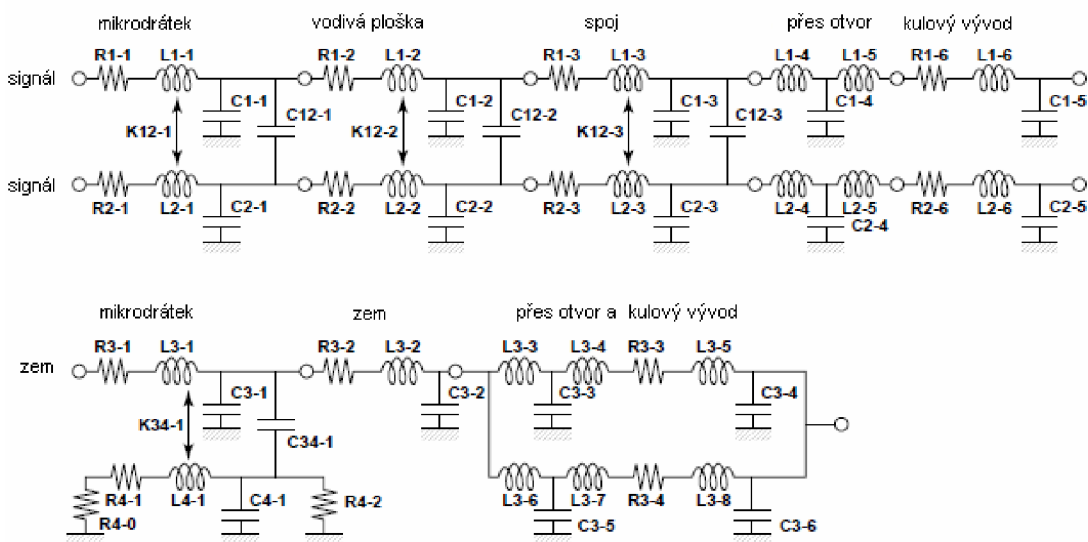 mikrodrátek vodivá ploška spoj přes otvor kulový vývod
R1-1 L1-1 R1-2 L1-2 R1-3 L1-3 L1-4 L1-5 R1-6 L1-6
signál
C1-1 C12-1 C1-2 C12-2 C1-3 C12-3 C1-4 C1-5
K12-1 K12-2 K12-3
signál
R2-1 L2-1 C2-1 R2-2 L2-2 C2-2 R2-3 L2-3 C2-3 L2-4 L2-5 C2-4 R2-6 L2-6 C2-5
mikrodrátek zem přes otvor a kulový vývod
R3-1 L3-1 R3-2 L3-2 L3-3 L3-4 R3-3 L3-5
zem
C3-1 C3-2 C3-3 C3-4
K34-1 C34-1
R4-1 L4-1 C4-1 R4-2 L3-6 L3-7 R3-4 L3-8
R4-0 C3-5 C3-6